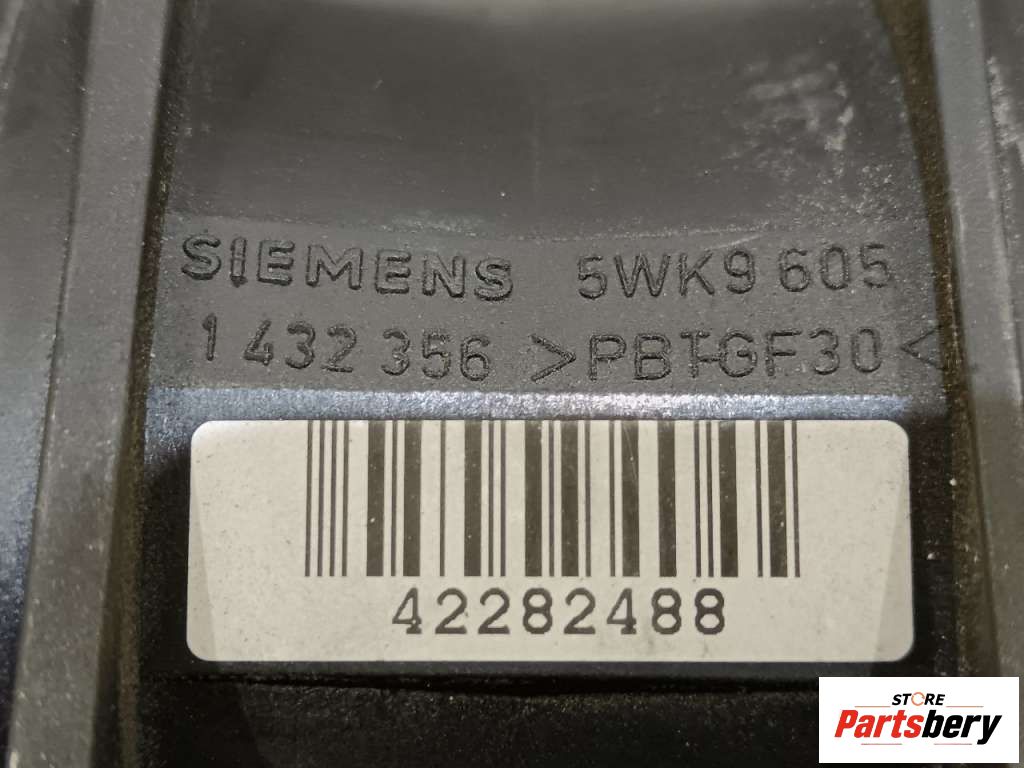 SIEMENS 5WK9 605
1 432 356 >PBT-GF30<
42282488
STORE
Partsbery